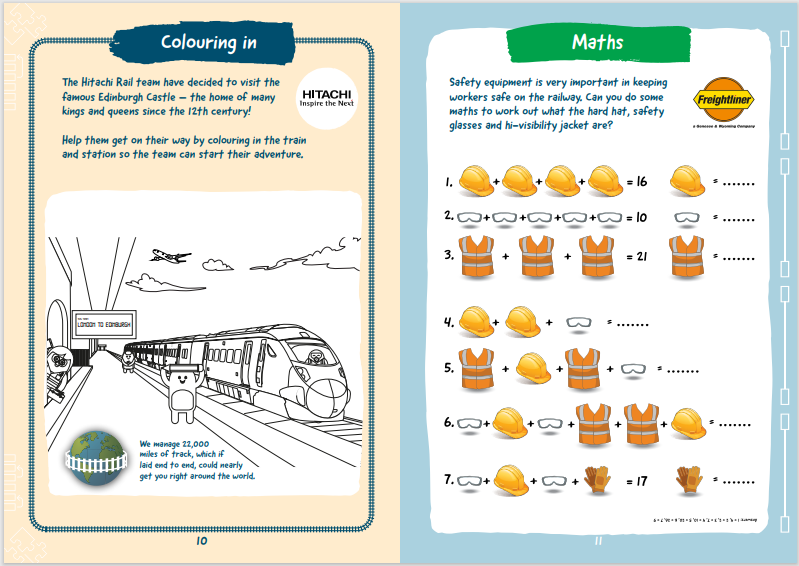 Colouring in
The Hitachi Rail team have decided to visit the
famous Edinburgh Castle – the home of many
kings and queens since the 12th century!
HITACHI
Inspire the Next
Help them get on their way by colouring in the train
and station so the team can start their adventure.
LONDON TO EDINBURGH
We manage 22,000
miles of track, which if
laid end to end, could nearly
get you right around the world.
10
Maths
Safety equipment is very important in keeping
workers safe on the railway. Can you do some
maths to work out what the hard hat, safety
glasses and hi-visibility jacket are?
Freightliner
a Genesee & Wyoming Company
1. + + + = 16 = .......
2. + + + + = 10 = .......
3. + + = 21 = .......
4. + + = .......
5. + + + = .......
6. + + + + + = .......
7. + + + = 17 = .......
11